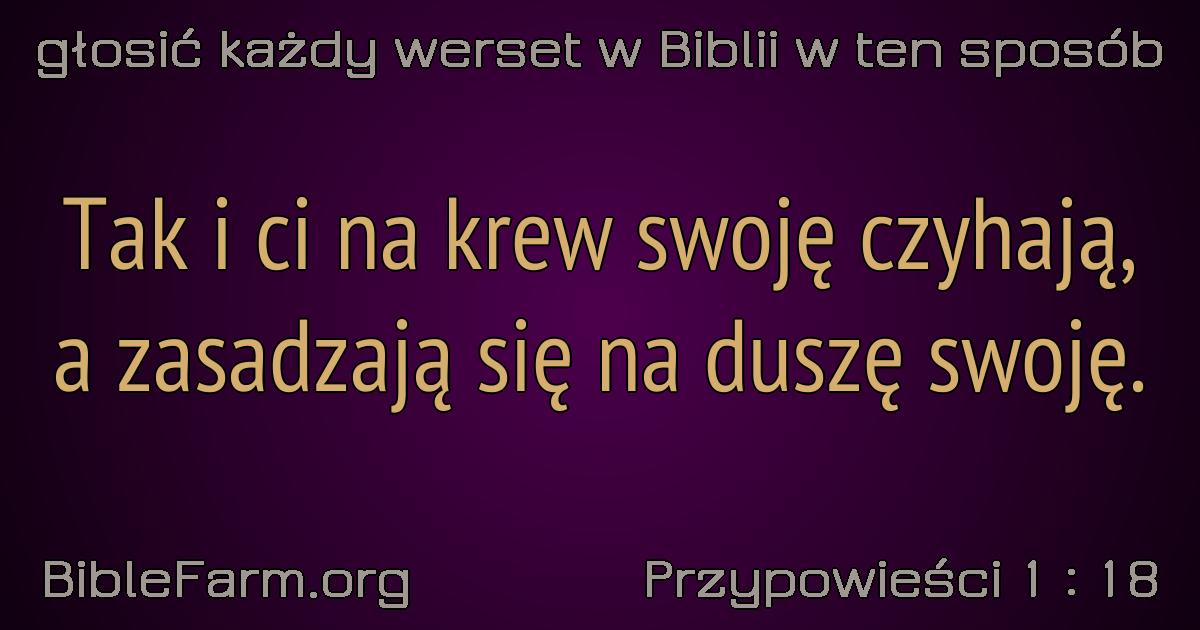 głosić każdy werset w Biblii w ten sposób
Tak i ci na krew swoję czyhają,
a zasadzają się na duszę swoję.
BibleFarm.org
Przypowieści 1 : 18